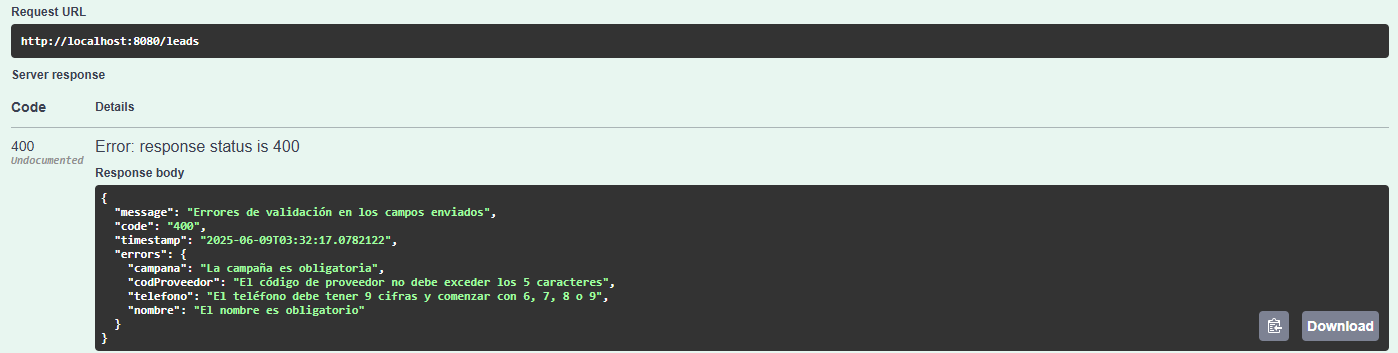 Request URL
http://localhost:8080/leads
Server response
Code Details
400 Error: response status is 400
Undocumented
Response body
{
  "message": "Errores de validación en los campos enviados",
  "code": "400",
  "timestamp": "2025-06-09T03:32:17.0782122",
  "errors": {
    "campana": "La campaña es obligatoria",
    "codProveedor": "El código de proveedor no debe exceder los 5 caracteres",
    "telefono": "El teléfono debe tener 9 cifras y comenzar con 6, 7, 8 o 9",
    "nombre": "El nombre es obligatorio"
  }
}
Download